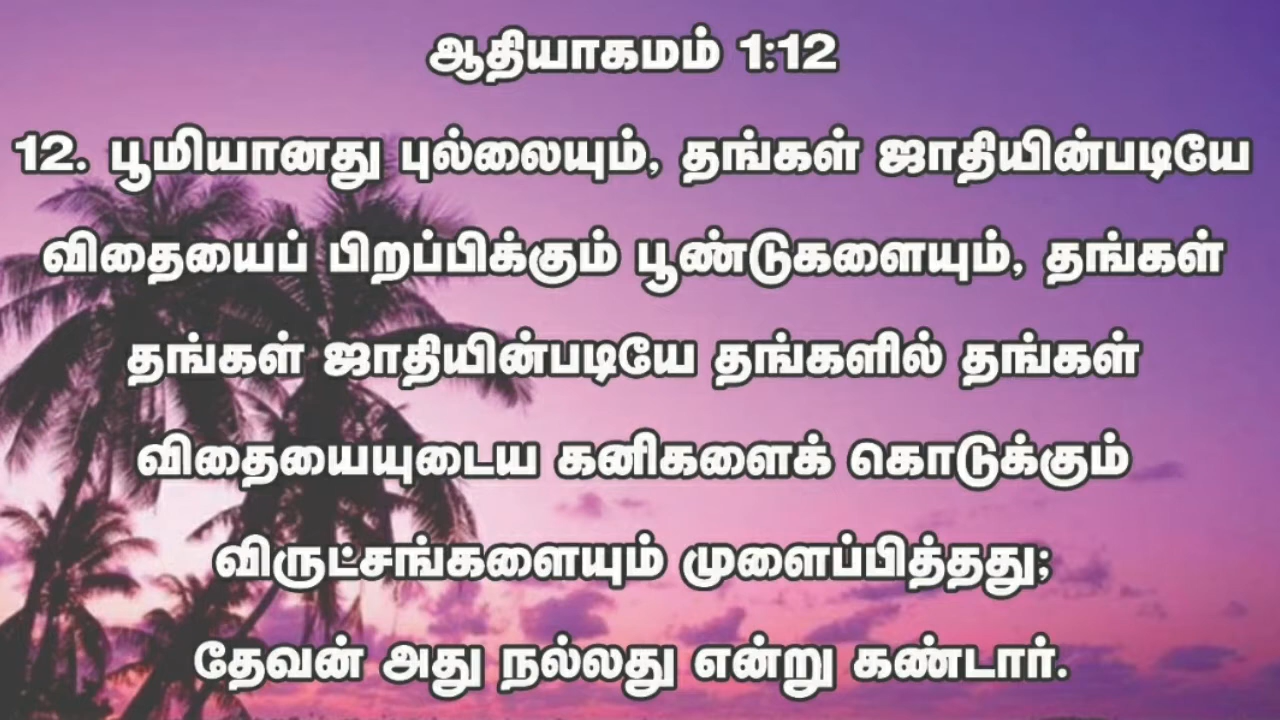 ஆதியாகமம் 1:12
12. பூமியானது புல்லையும், தங்கள் ஜாதியின்படியே
விதையைப் பிறப்பிக்கும் பூண்டுகளையும், தங்கள்
தங்கள் ஜாதியின்படியே தங்களில் தங்கள்
விதையையுடைய கனிகளைக் கொடுக்கும்
விருட்சங்களையும் முளைப்பித்தது;
தேவன் அது நல்லது என்று கண்டார்.